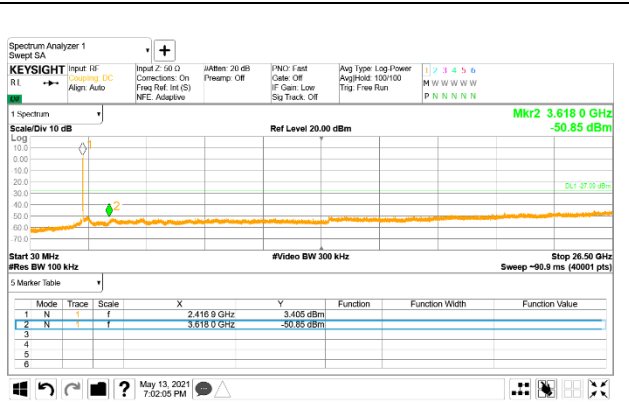 Spectrum Analyzer 1
Swept SA
+
KEYSIGHT Input: RF Input Z: 50 Ω #Atten: 20 dB PNO: Fast Avg Type: Log-Power 1 2 3 4 5 6
RL Coupling: DC Corrections: On Preamp: Off Gate: Off Avg|Hold: 100/100 M W W W W W
Align: Auto Freq Ref: Int (S) IF Gain: Low Trig: Free Run
NFE: Adaptive Sig Track: Off P N N N N N
1 Spectrum Mkr2 3.618 0 GHz
Scale/Div 10 dB Ref Level 20.00 dBm -50.85 dBm
Log
10.0 1
0.00
10.0
20.0 DL1 -27.39 dBm
30.0
40.0 2
50.0
-60.0
-70.0
Start 30 MHz #Video BW 300 kHz Stop 26.50 GHz
#Res BW 100 kHz Sweep ~90.9 ms (40001 pts)
5 Marker Table
Mode Trace Scale X Y Function Function Width Function Value
1 N 1 f 2.416 9 GHz 3.405 dBm
2 N 1 f 3.618 0 GHz -50.85 dBm
3
4
5
6
? May 13, 2021
7:02:05 PM